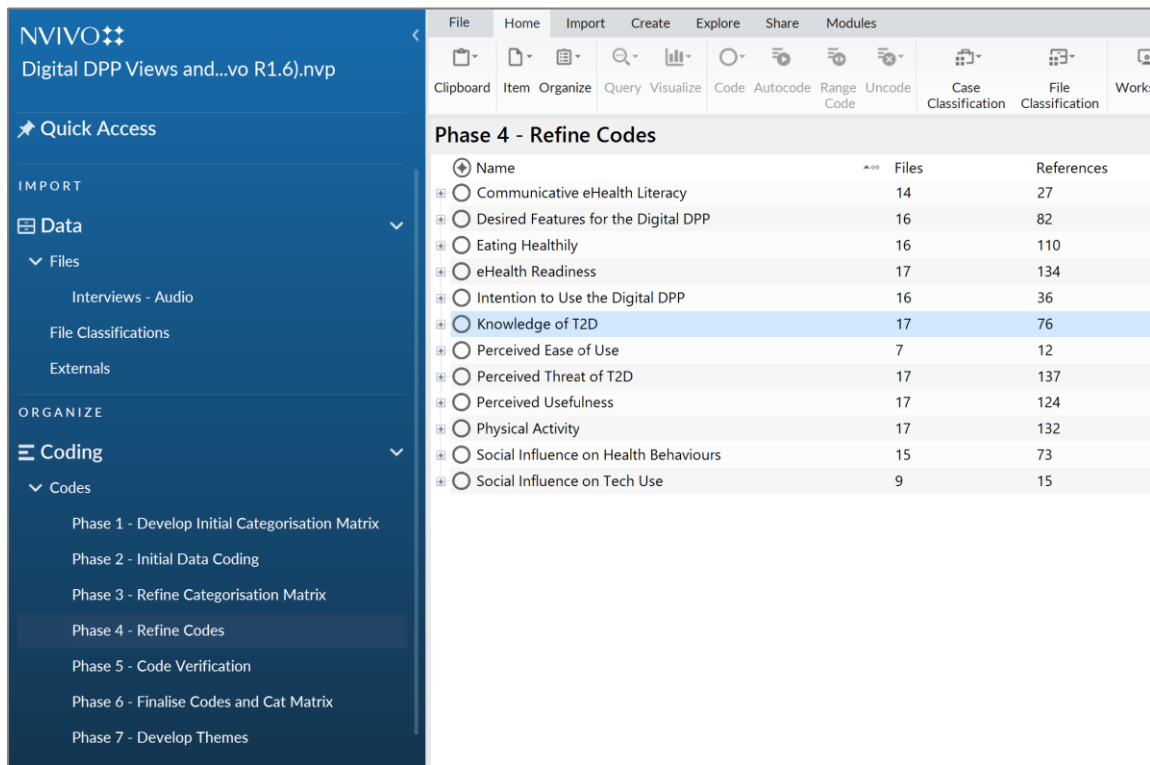 NVIVO
Digital DPP Views and...vo R1.6).nvp
Quick Access
IMPORT
Data
Files
Interviews - Audio
File Classifications
Externals
ORGANIZE
Coding
Codes
Phase 1 - Develop Initial Categorisation Matrix
Phase 2 - Initial Data Coding
Phase 3 - Refine Categorisation Matrix
Phase 4 - Refine Codes
Phase 5 - Code Verification
Phase 6 - Finalise Codes and Cat Matrix
Phase 7 - Develop Themes
File Home Import Create Explore Share Modules
Clipboard Item Organize Query Visualize Code Autocode Range Code Uncode Case Classification File Classification
Phase 4 - Refine Codes
Name Files References
Communicative eHealth Literacy 14 27
Desired Features for the Digital DPP 16 82
Eating Healthily 16 110
eHealth Readiness 17 134
Intention to Use the Digital DPP 16 36
Knowledge of T2D 17 76
Perceived Ease of Use 7 12
Perceived Threat of T2D 17 137
Perceived Usefulness 17 124
Physical Activity 17 132
Social Influence on Health Behaviours 15 73
Social Influence on Tech Use 9 15